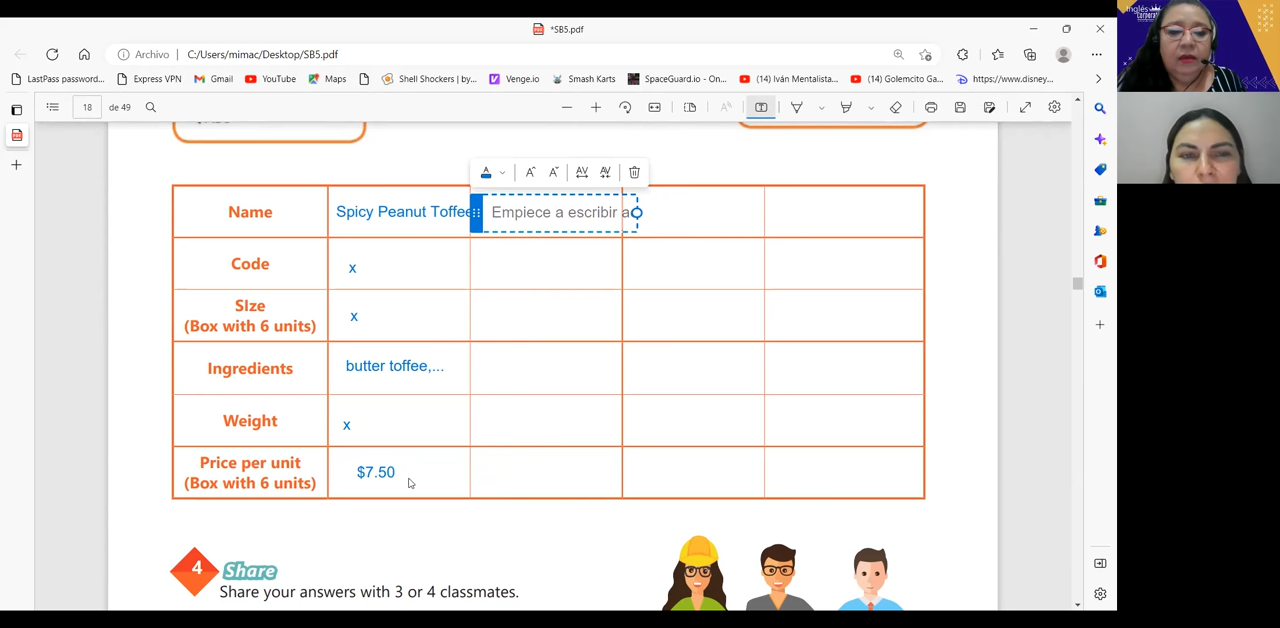 *SB5.pdf
Archivo
C:/Users/mimac/Desktop/SB5.pdf
LastPass password...
Express VPN
Gmail
YouTube
Maps
Shell Shockers | by...
Venge.io
Smash Karts
SpaceGuard.io - On...
(14) Iván Mentalista...
(14) Golemcito Ga...
https://www.disney...
18 de 49
Name
Spicy Peanut Toffee
Empiece a escribir a
Code
x
SIze
(Box with 6 units)
x
Ingredients
butter toffee,...
Weight
x
Price per unit
(Box with 6 units)
$7.50
4
Share
Share your answers with 3 or 4 classmates.
Inglés
Corporat